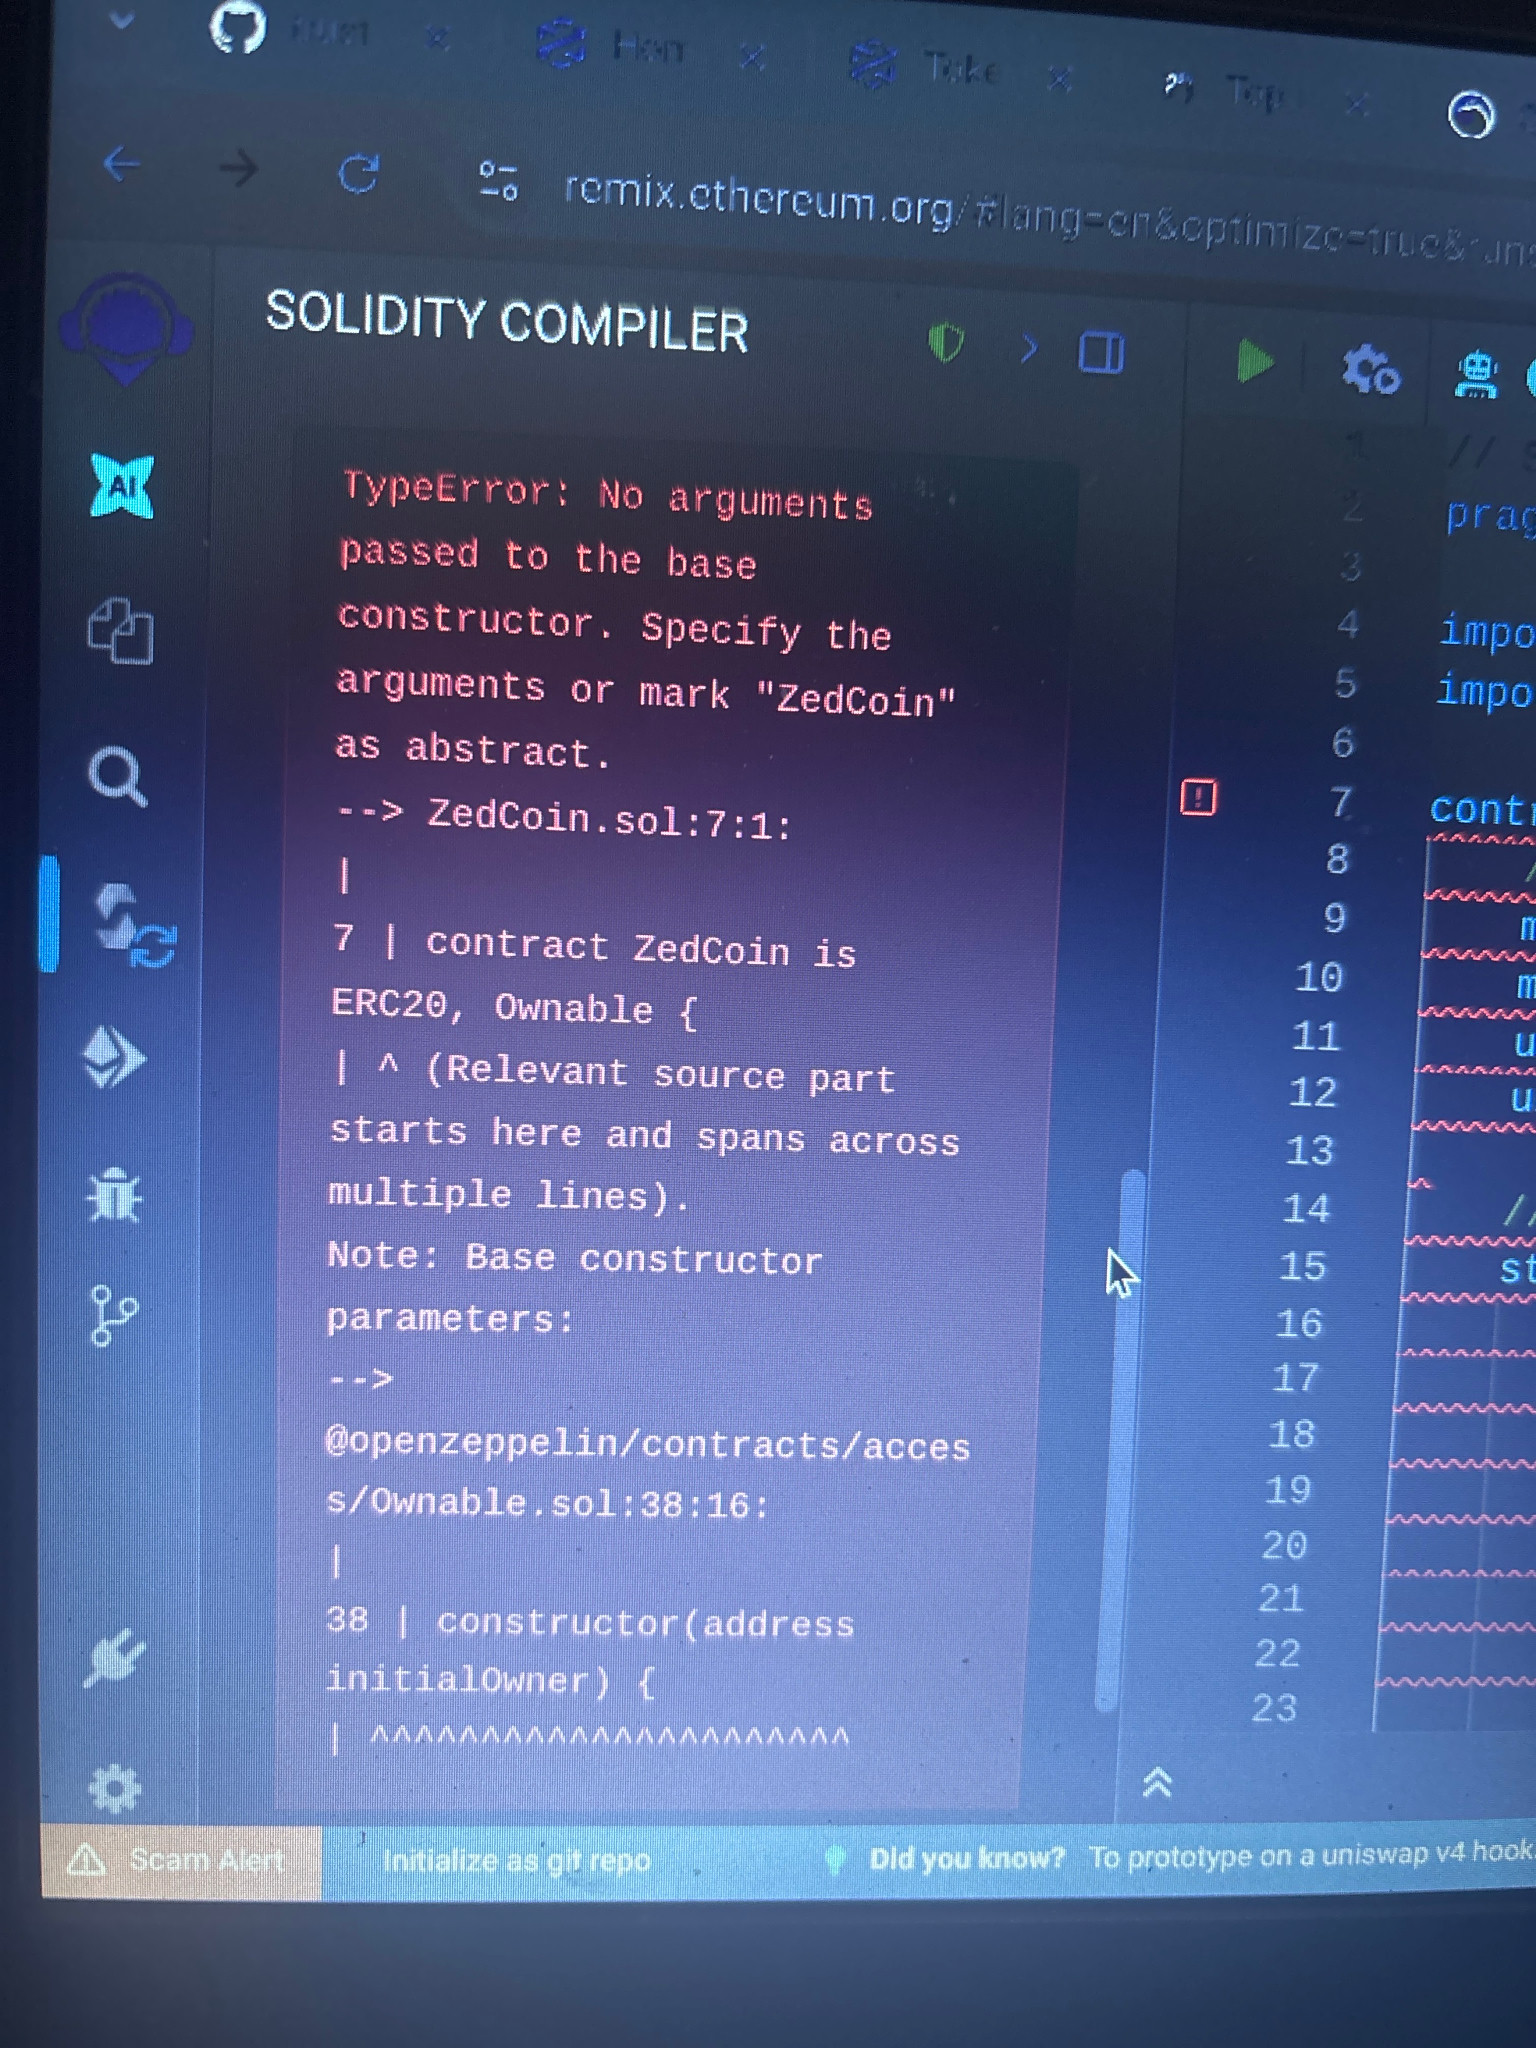 Hon
Take
Top
remix.ethereum.org/#lang=en&optimize=true&runs
SOLIDITY COMPILER
AI
TypeError: No arguments
passed to the base
constructor. Specify the
arguments or mark "ZedCoin"
as abstract.
--> ZedCoin.sol:7:1:
|
7 | contract ZedCoin is
ERC20, Ownable {
| ^ (Relevant source part
starts here and spans across
multiple lines).
Note: Base constructor
parameters:
-->
@openzeppelin/contracts/acces
s/Ownable.sol:38:16:
|
38 | constructor(address
initialOwner) {
| ^^^^^^^^^^^^^^^^^^^^^
1 //
2 prag
3
4 impo
5 impo
6
7 contr
8 /
9 m
10 m
11 u
12 u
13
14 //
15 st
16
17
18
19
20
21
22
23
Scam Alert
Initialize as git repo
Did you know? To prototype on a uniswap v4 hook